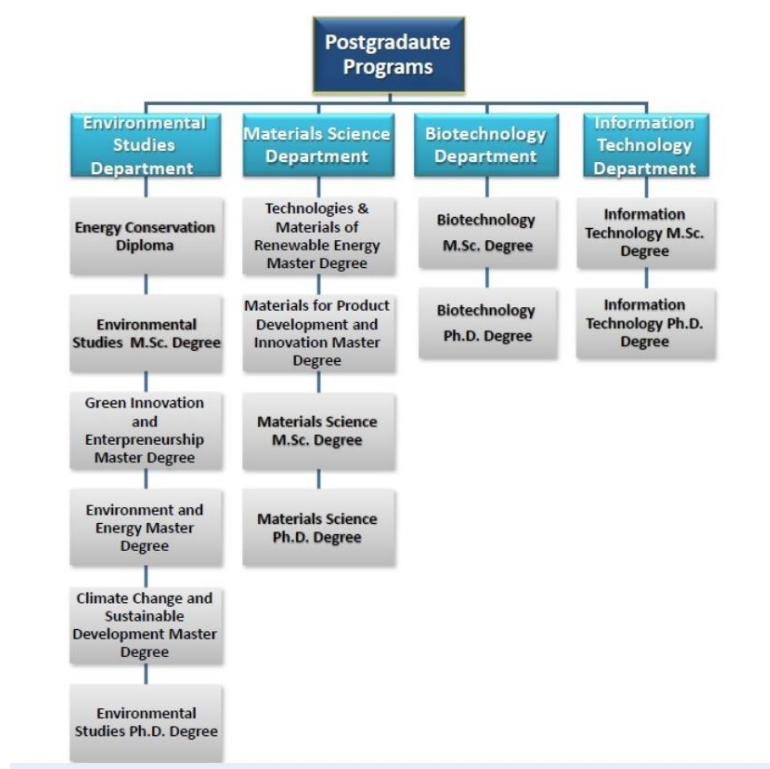 Postgradaute
Programs
Environmental
Studies
Department
Energy Conservation
Diploma
Environmental
Studies M.Sc. Degree
Green Innovation
and
Enterpreneurship
Master Degree
Environment and
Energy Master
Degree
Climate Change and
Sustainable
Development Master
Degree
Environmental
Studies Ph.D. Degree
Materials Science
Department
Technologies &
Materials of
Renewable Energy
Master Degree
Materials for Product
Development and
Innovation Master
Degree
Materials Science
M.Sc. Degree
Materials Science
Ph.D. Degree
Biotechnology
Department
Biotechnology
M.Sc. Degree
Biotechnology
Ph.D. Degree
Information
Technology
Department
Information
Technology M.Sc.
Degree
Information
Technology Ph.D.
Degree